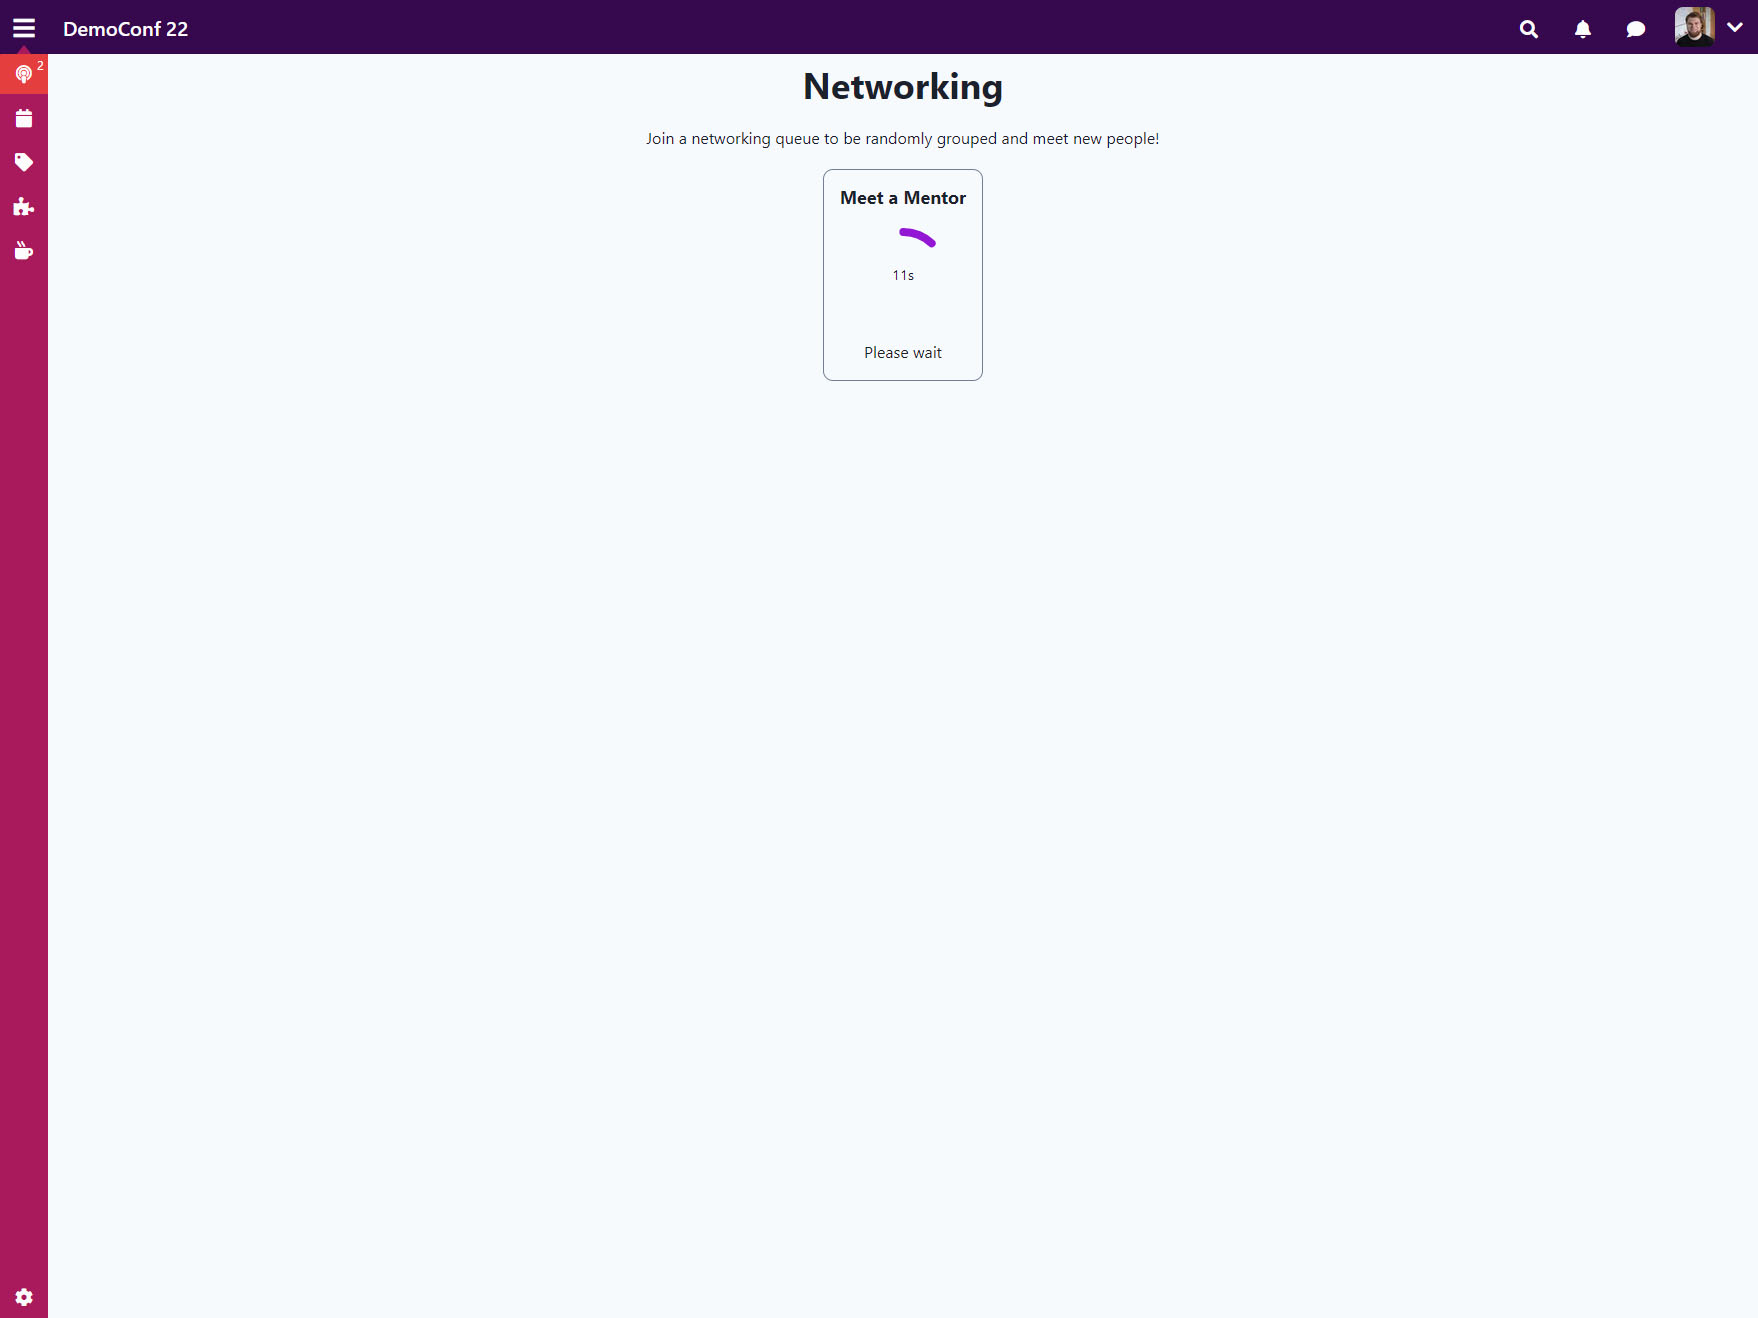 DemoConf 22
2
Networking
Join a networking queue to be randomly grouped and meet new people!
Meet a Mentor
11s
Please wait